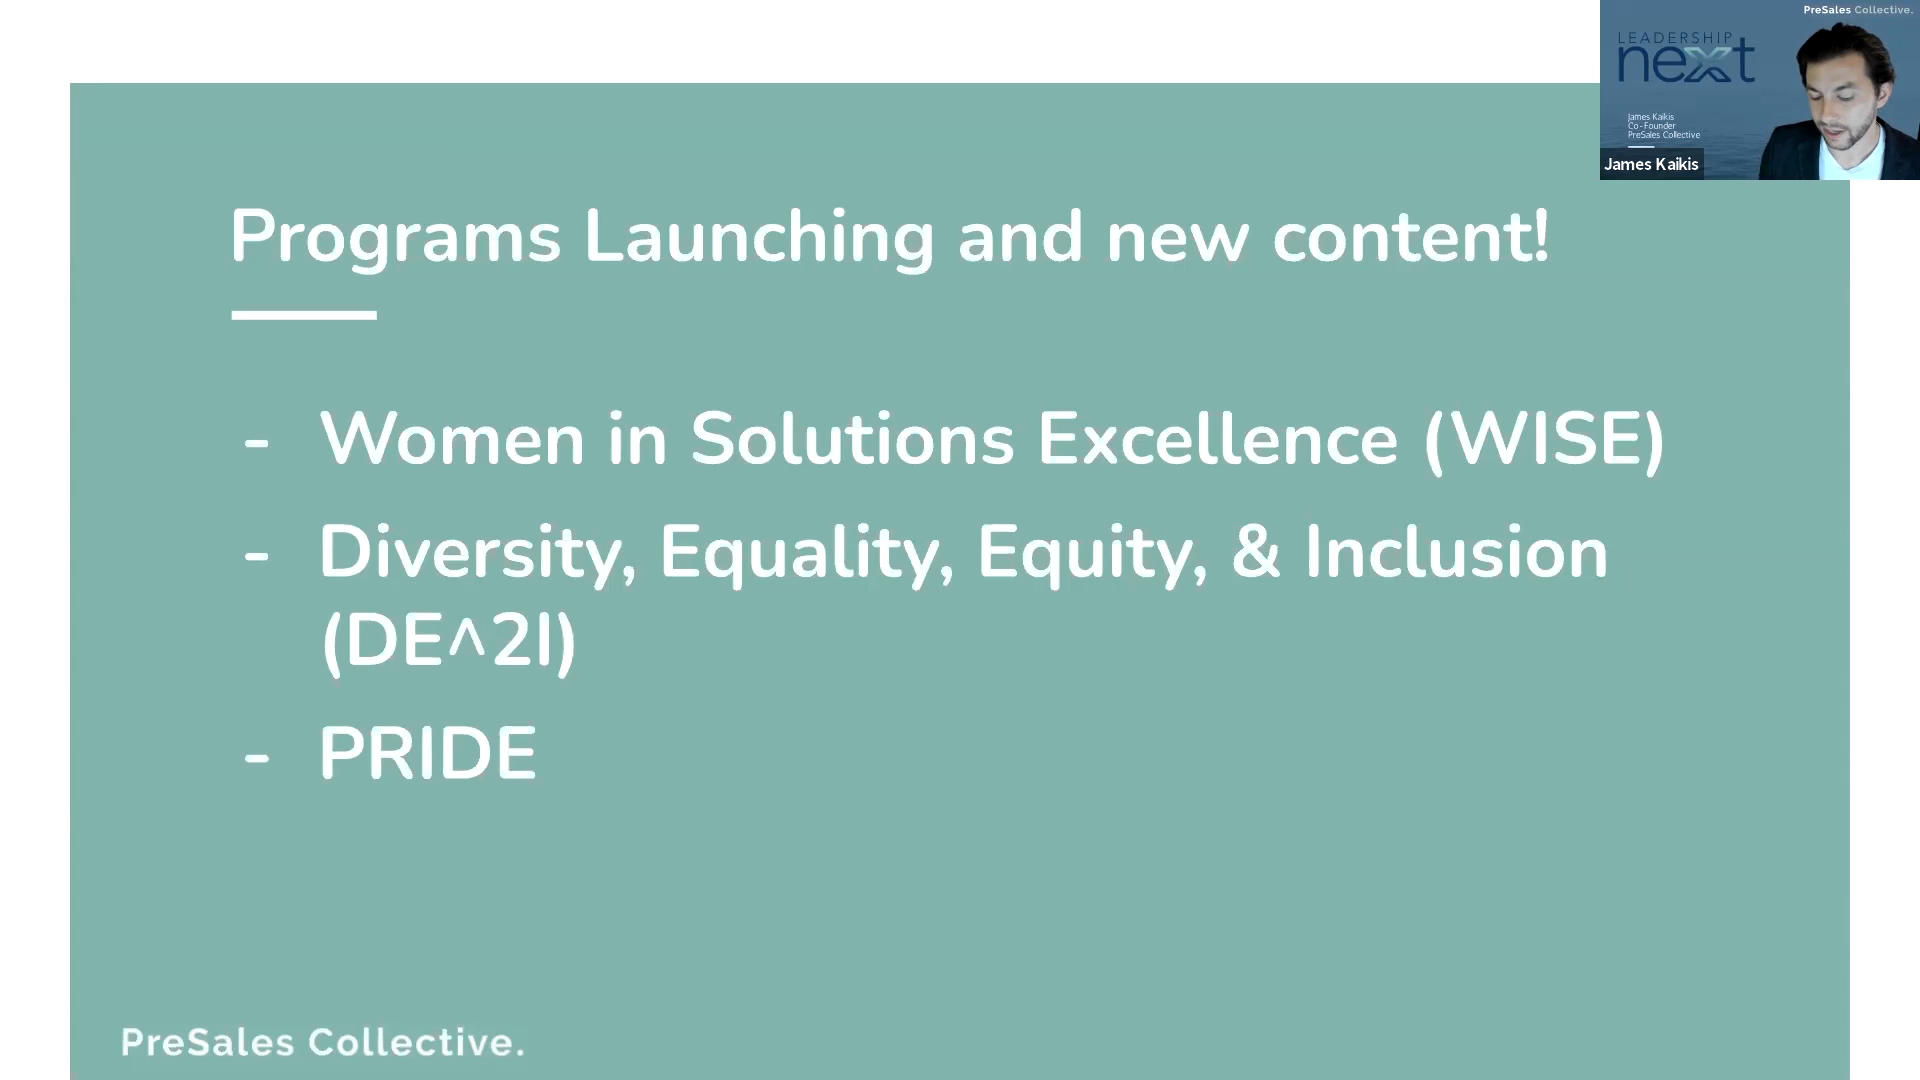 PreSales Collective.
LEADERSHIP
next
James Kaikis
Co-Founder
PreSales Collective
James Kaikis
Programs Launching and new content!
- Women in Solutions Excellence (WISE)
- Diversity, Equality, Equity, & Inclusion
(DE^2I)
- PRIDE
PreSales Collective.